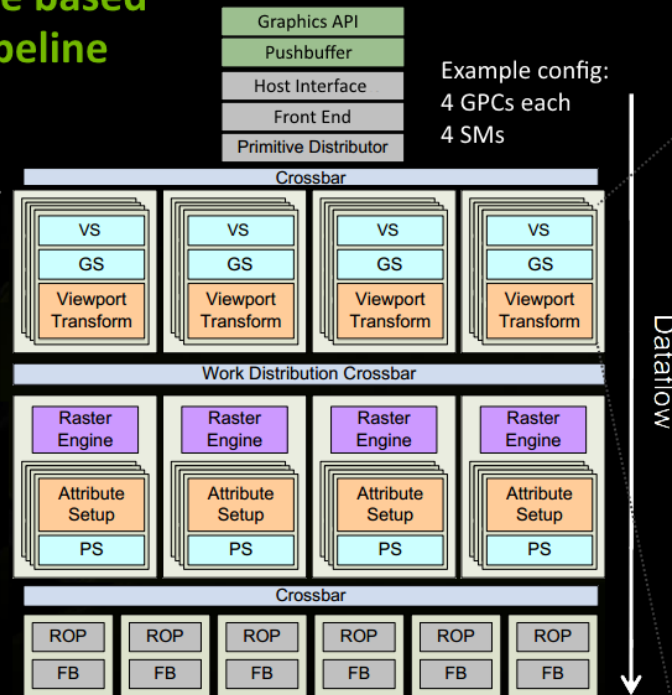 e based
peline
Graphics API
Pushbuffer
Host Interface
Front End
Primitive Distributor
Example config:
4 GPCs each
4 SMs
Crossbar
VS
GS
Viewport
Transform
VS
GS
Viewport
Transform
VS
GS
Viewport
Transform
VS
GS
Viewport
Transform
Dataflow
Work Distribution Crossbar
Raster
Engine
Attribute
Setup
PS
Raster
Engine
Attribute
Setup
PS
Raster
Engine
Attribute
Setup
PS
Raster
Engine
Attribute
Setup
PS
Crossbar
ROP
FB
ROP
FB
ROP
FB
ROP
FB
ROP
FB
ROP
FB